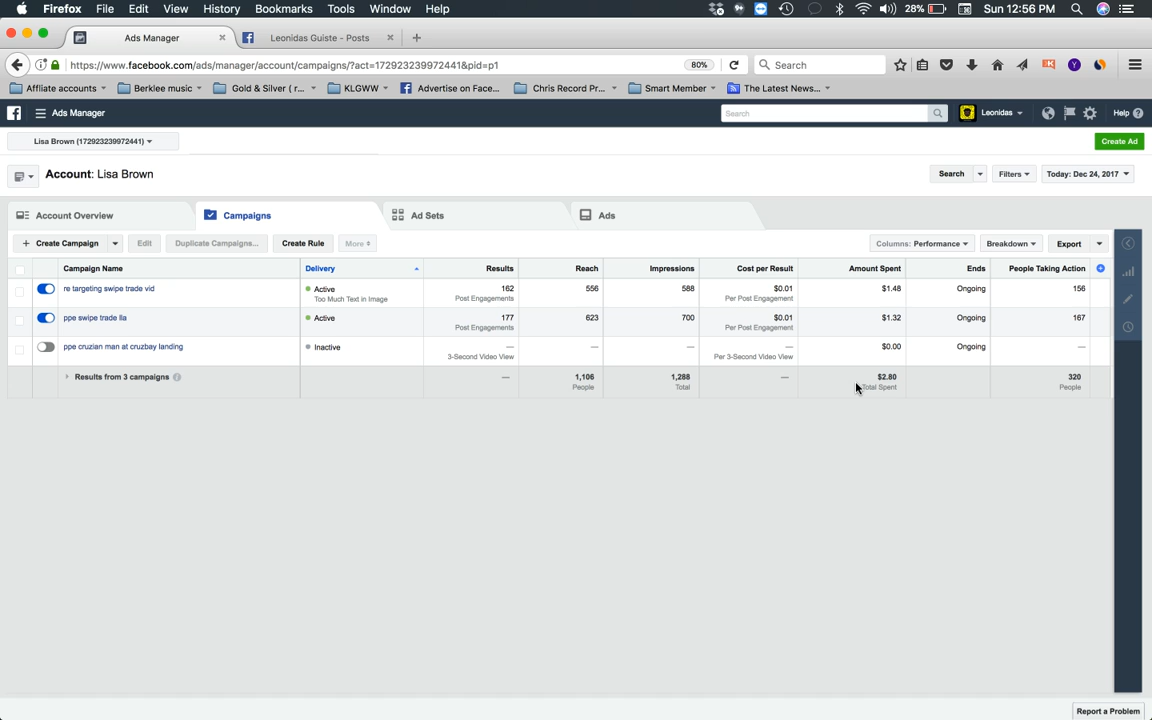 Firefox File Edit View History Bookmarks Tools Window Help 28% Sun 12:56 PM
Ads Manager Leonidas Guiste - Posts
https://www.facebook.com/ads/manager/account/campaigns/?act=172923239972441&pid=p1 80% Search
Affliate accounts Berklee music Gold & Silver ( r... KLGWW Advertise on Face... Chris Record Pr... Smart Member The Latest News...
Ads Manager Search Leonidas Help
Lisa Brown (172923239972441) Create Ad
Account: Lisa Brown Search Filters Today: Dec 24, 2017
Account Overview Campaigns Ad Sets Ads
+ Create Campaign Edit Duplicate Campaigns... Create Rule More Columns: Performance Breakdown Export
Campaign Name Delivery Results Reach Impressions Cost per Result Amount Spent Ends People Taking Action
re targeting swipe trade vid Active 162 556 588 $0.01 $1.48 Ongoing 156
Too Much Text in Image Post Engagements Per Post Engagement
ppe swipe trade lla Active 177 623 700 $0.01 $1.32 Ongoing 167
Post Engagements Per Post Engagement
ppe cruzian man at cruzbay landing Inactive — — — — $0.00 Ongoing —
3-Second Video View Per 3-Second Video View
Results from 3 campaigns — 1,106 1,288 — $2.80 320
People Total Total Spent People
Report a Problem